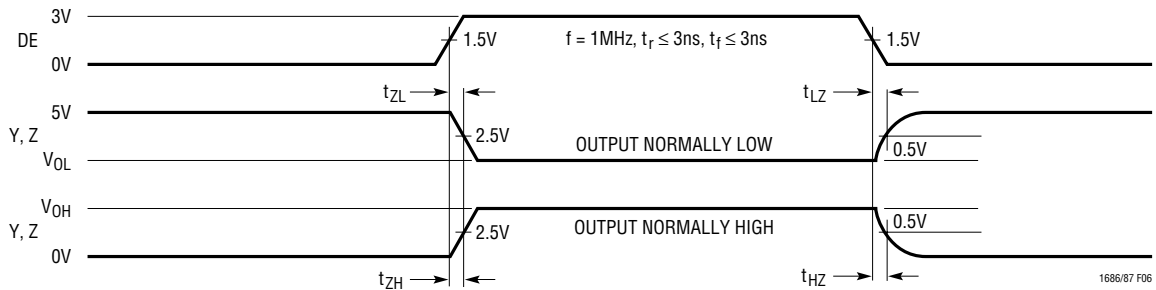 3V
DE
0V
1.5V
f = 1MHz, tr ≤ 3ns, tf ≤ 3ns
1.5V
tZL
tLZ
5V
Y, Z
VOL
2.5V
OUTPUT NORMALLY LOW
0.5V
VOH
Y, Z
0V
2.5V
OUTPUT NORMALLY HIGH
0.5V
tZH
tHZ
1686/87 F06